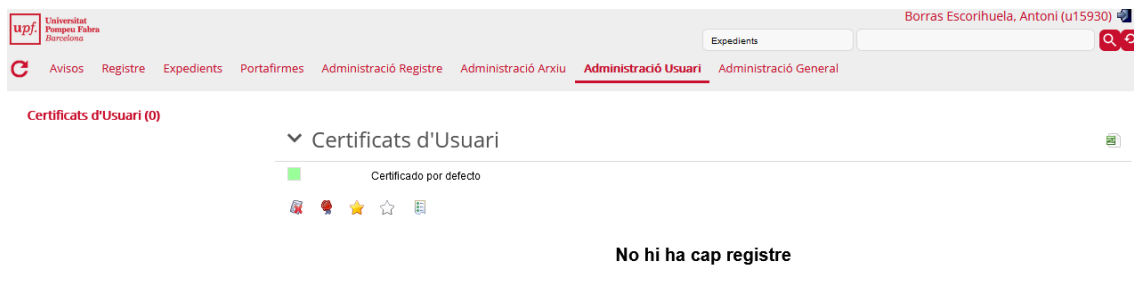 Borras Escorihuela, Antoni (u15930)
upf. Universitat
Pompeu Fabra
Barcelona
Expedients
Avisos Registre Expedients Portafirmes Administració Registre Administració Arxiu Administració Usuari Administració General
Certificats d'Usuari (0)
Certificats d'Usuari
Certificado por defecto
No hi ha cap registre